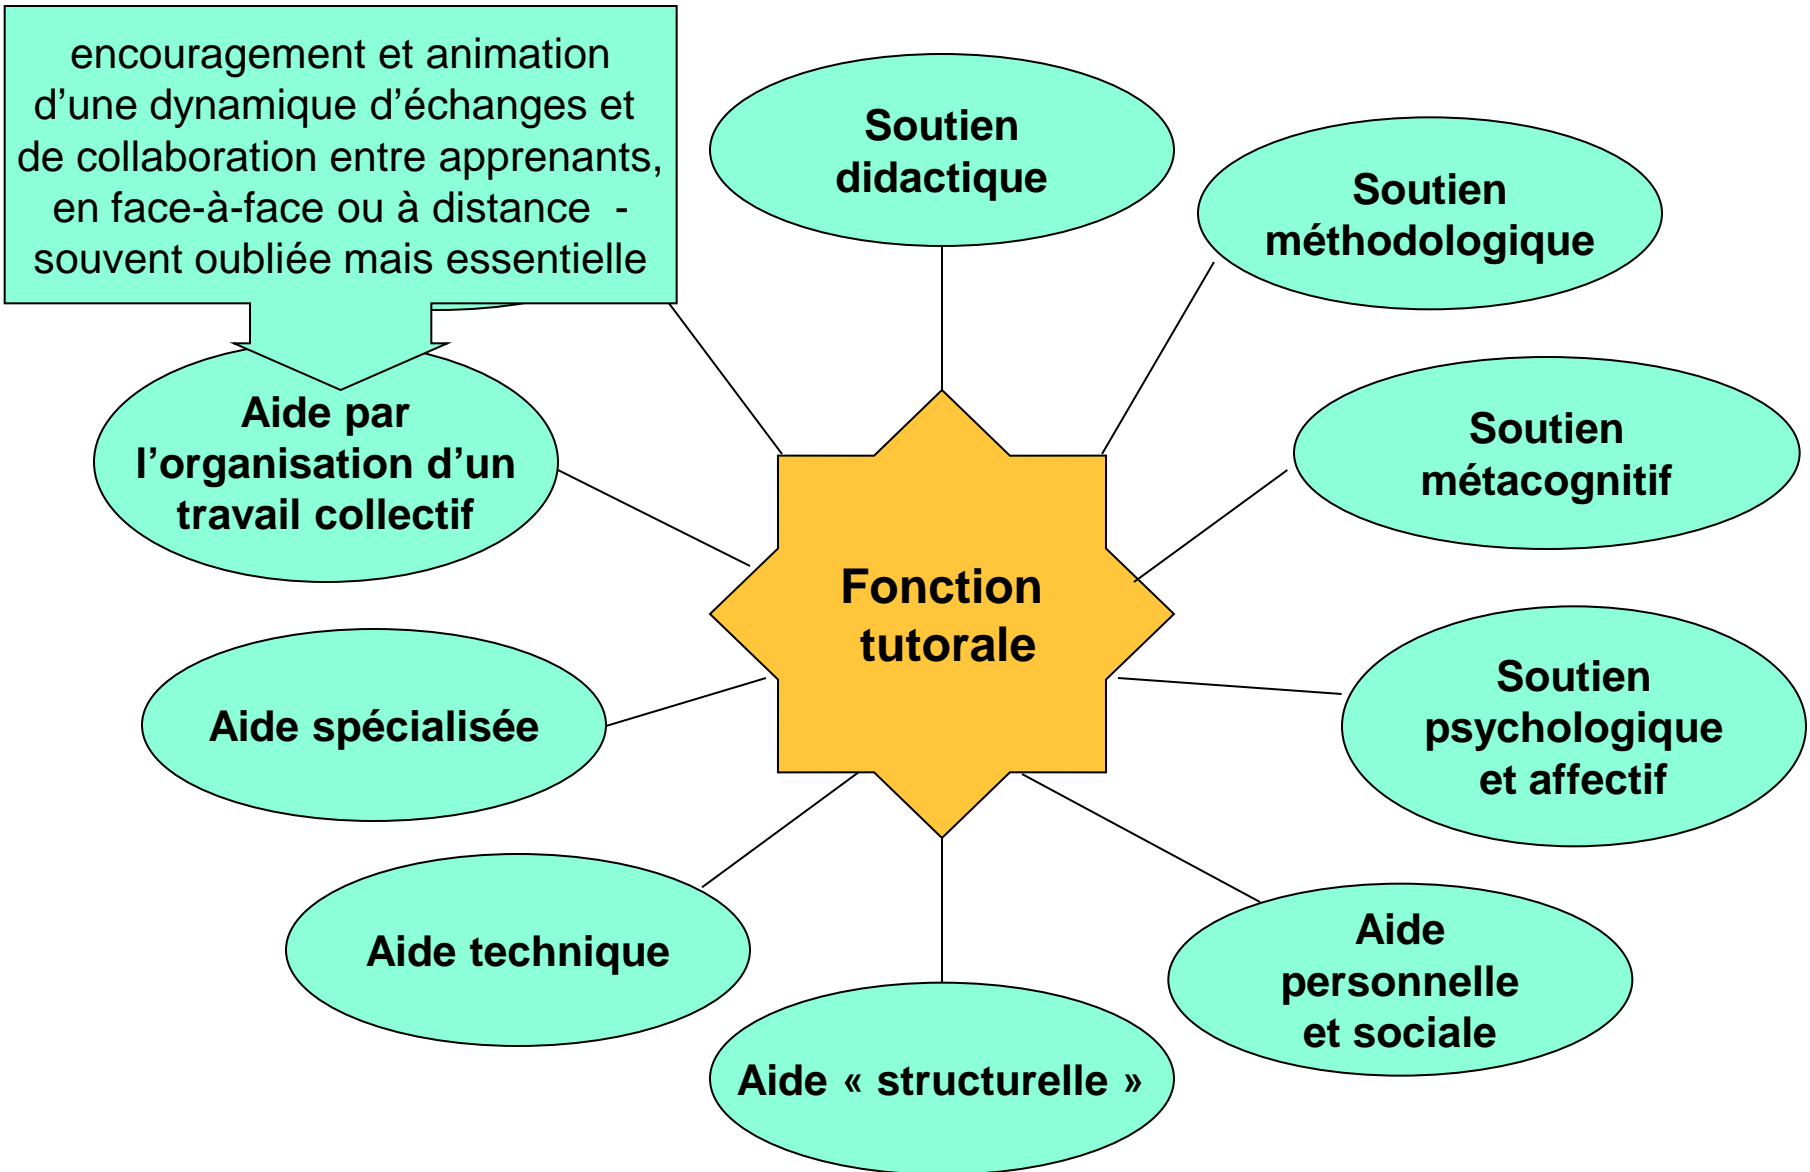 encouragement et animation
d’une dynamique d’échanges et
de collaboration entre apprenants,
en face-à-face ou à distance  -
souvent oubliée mais essentielle
Soutien
didactique
Soutien
méthodologique
Soutien
métacognitif
Soutien
psychologique
et affectif
Aide
personnelle
et sociale
Aide « structurelle »
Aide technique
Aide spécialisée
Aide par
l’organisation d’un
travail collectif
Fonction
tutorale